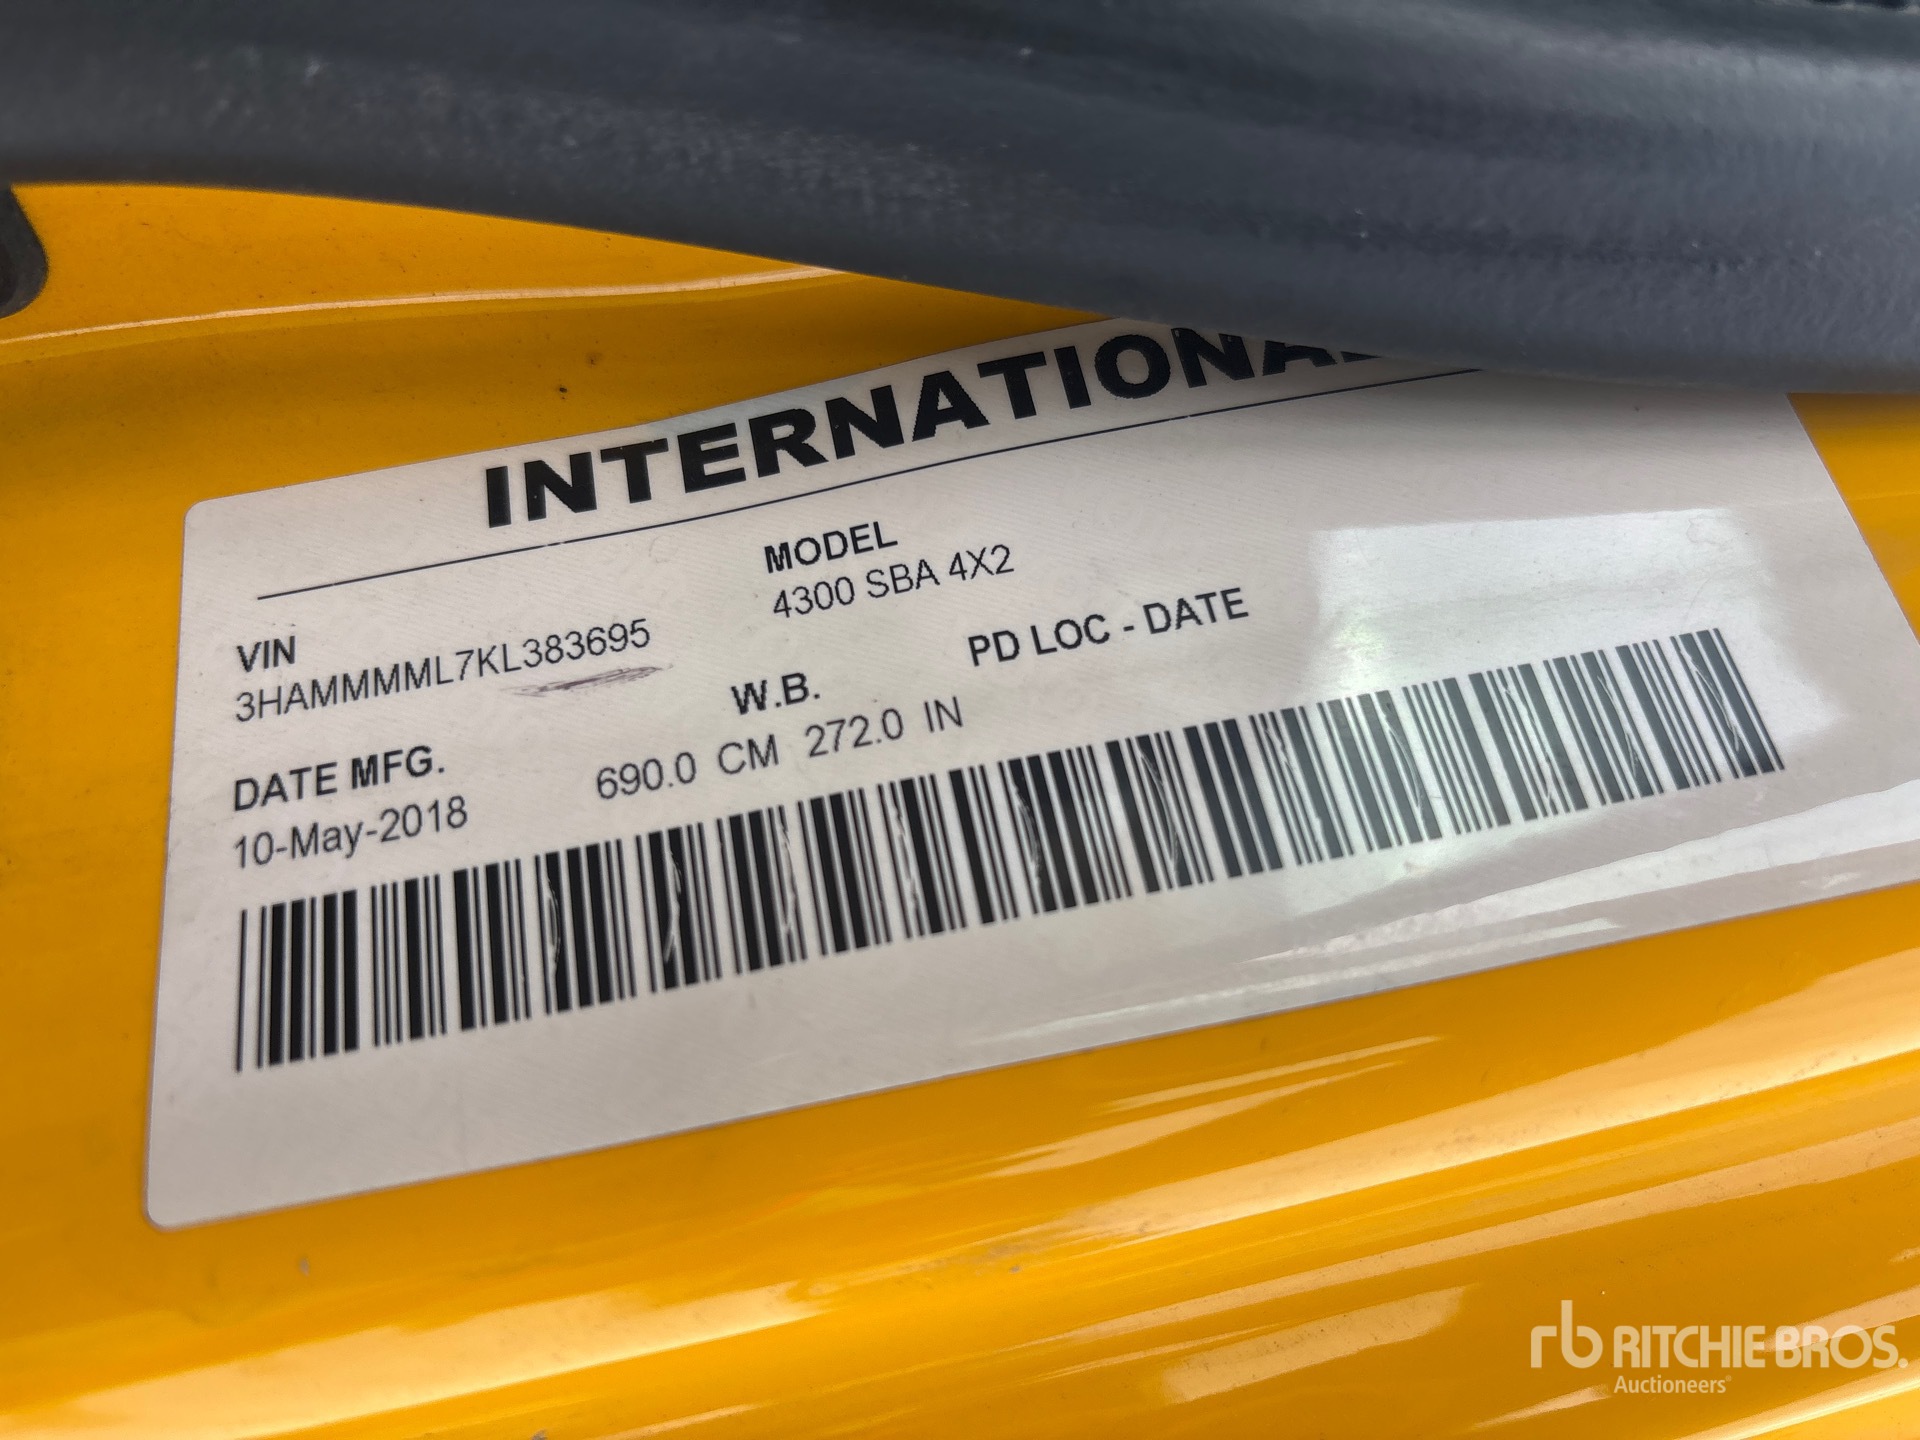 INTERNATIONAL
MODEL
4300 SBA 4X2
VIN
3HAMMMML7KL383695
W.B.
690.0 CM 272.0 IN
PD LOC - DATE
DATE MFG.
10-May-2018
rb RITCHIE BROS.
Auctioneers®